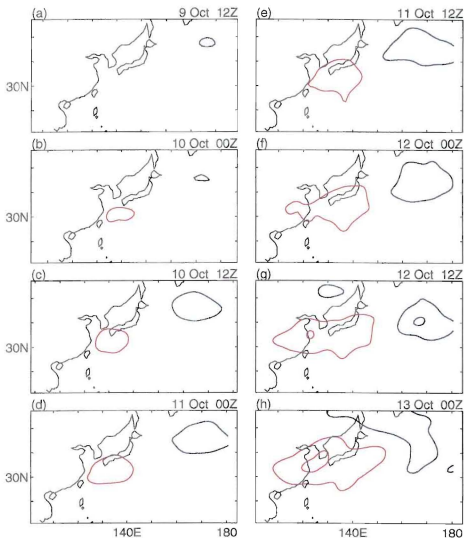 (a) 9 Oct 12Z
30N
(b) 10 Oct 00Z
30N
(c) 10 Oct 12Z
30N
(d) 11 Oct 00Z
30N
140E 180
(e) 11 Oct 12Z
(f) 12 Oct 00Z
(g) 12 Oct 12Z
(h) 13 Oct 00Z
140E 180